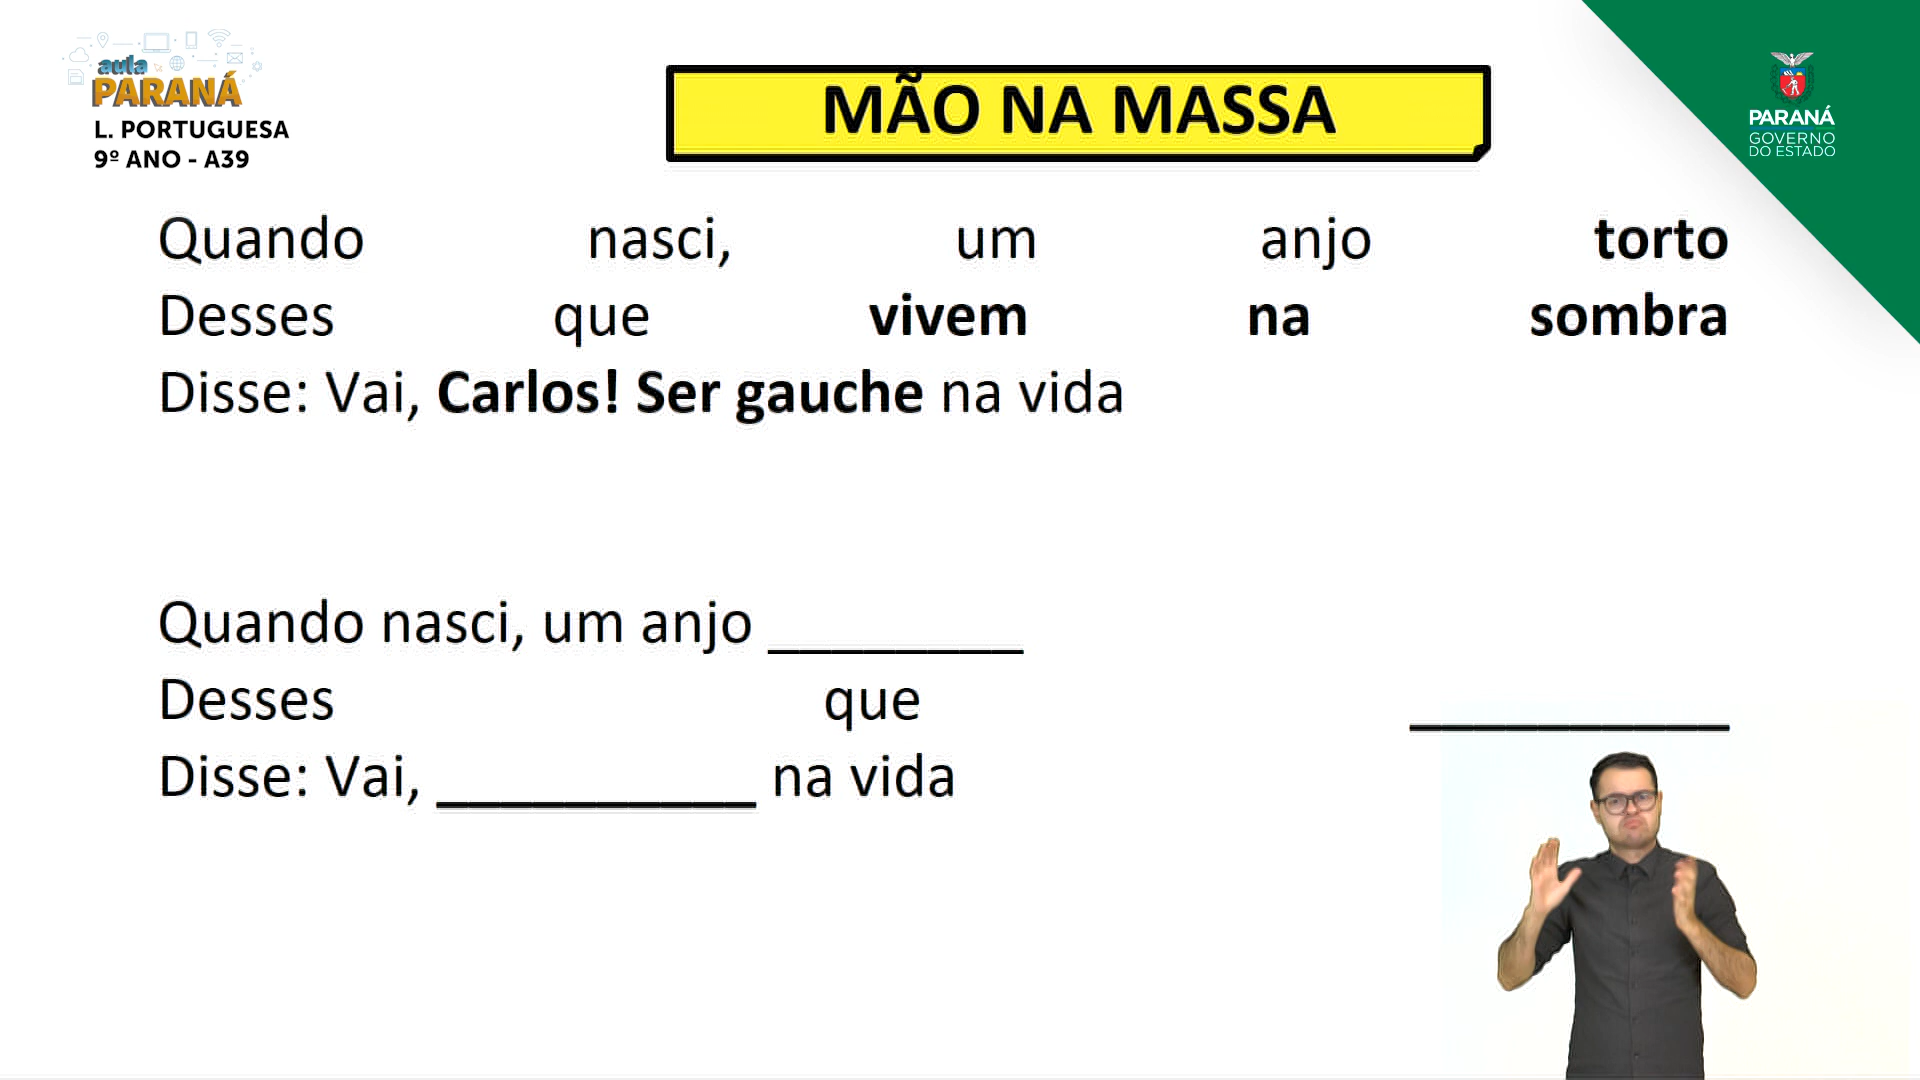 aula
PARANÁ
L. PORTUGUESA
9º ANO - A39
MÃO NA MASSA
PARANÁ
GOVERNO
DO ESTADO
Quando nasci, um anjo torto
Desses que vivem na sombra
Disse: Vai, Carlos! Ser gauche na vida
Quando nasci, um anjo ________
Desses que __________
Disse: Vai, __________ na vida